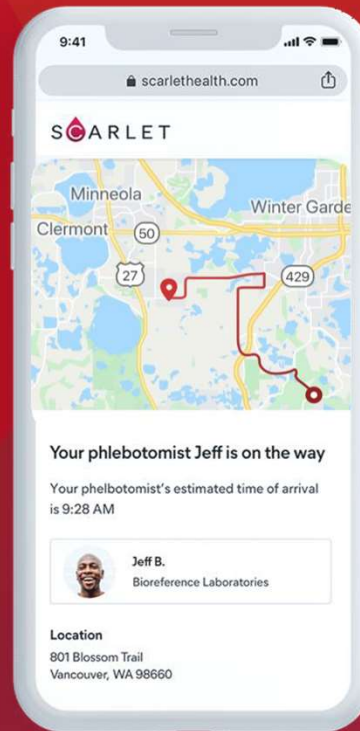 9:41
scarlethealth.com
SCARLET
Minneola
Winter Garde
Clermont
50
27
429
Your phlebotomist Jeff is on the way
Your phelbotomist's estimated time of arrival
is 9:28 AM
Jeff B.
Bioreference Laboratories
Location
801 Blossom Trail
Vancouver, WA 98660